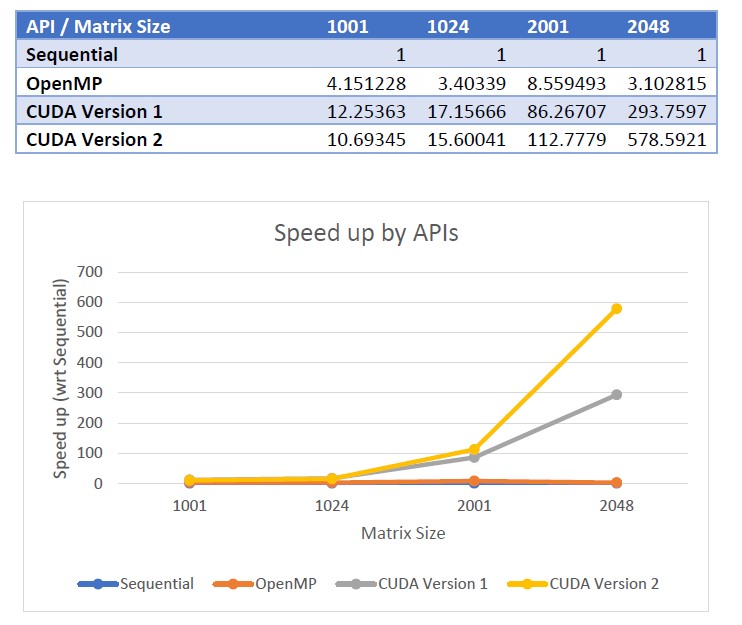 API / Matrix Size 1001 1024 2001 2048
Sequential 1 1 1 1
OpenMP 4.151228 3.40339 8.559493 3.102815
CUDA Version 1 12.25363 17.15666 86.26707 293.7597
CUDA Version 2 10.69345 15.60041 112.7779 578.5921
Speed up by APIs
Speed up (wrt Sequential)
700
600
500
400
300
200
100
0
1001 1024 2001 2048
Matrix Size
Sequential OpenMP CUDA Version 1 CUDA Version 2